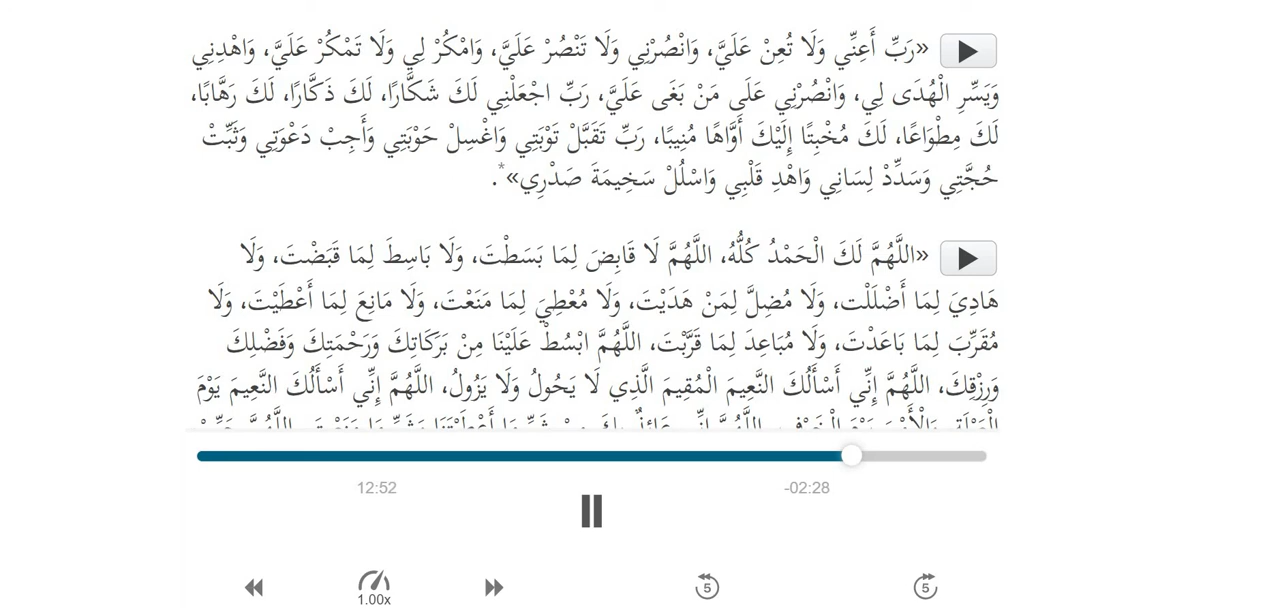 «رَبِّ أَعِنِّي وَلَا تُعِنْ عَلَيَّ، وَانْصُرْنِي وَلَا تَنْصُرْ عَلَيَّ، وَامْكُرْ لِي وَلَا تَمْكُرْ عَلَيَّ، وَاهْدِنِي
وَيَسِّرِ الْهُدَى لِي، وَانْصُرْنِي عَلَى مَنْ بَغَى عَلَيَّ، رَبِّ اجْعَلْنِي لَكَ شَكَّارًا، لَكَ ذَكَّارًا، لَكَ رَهَّابًا،
لَكَ مِطْوَاعًا، لَكَ مُخْبِتًا إِلَيْكَ أَوَّاهًا مُنِيبًا، رَبِّ تَقَبَّلْ تَوْبَتِي وَاغْسِلْ حَوْبَتِي وَأَجِبْ دَعْوَتِي وَثَبِّتْ
حُجَّتِي وَسَدِّدْ لِسَانِي وَاهْدِ قَلْبِي وَاسْلُلْ سَخِيمَةَ صَدْرِي»*.
«اللَّهُمَّ لَكَ الْحَمْدُ كُلُّهُ، اللَّهُمَّ لَا قَابِضَ لِمَا بَسَطْتَ، وَلَا بَاسِطَ لِمَا قَبَضْتَ، وَلَا
هَادِيَ لِمَا أَضْلَلْت، وَلَا مُضِلَّ لِمَنْ هَدَيْتَ، وَلَا مُعْطِيَ لِمَا مَنَعْتَ، وَلَا مَانِعَ لِمَا أَعْطَيْتَ، وَلَا
مُقَرِّبَ لِمَا بَاعَدْتَ، وَلَا مُبَاعِدَ لِمَا قَرَّبْتَ، اللَّهُمَّ ابْسُطْ عَلَيْنَا مِنْ بَرَكَاتِكَ وَرَحْمَتِكَ وَفَضْلِكَ
وَرِزْقِكَ، اللَّهُمَّ إِنِّي أَسْأَلُكَ النَّعِيمَ الْمُقِيمَ الَّذِي لَا يَحُولُ وَلَا يَزُولُ، اللَّهُمَّ إِنِّي أَسْأَلُكَ النَّعِيمَ يَوْمَ
12:52 -02:28
1.00x 5 5